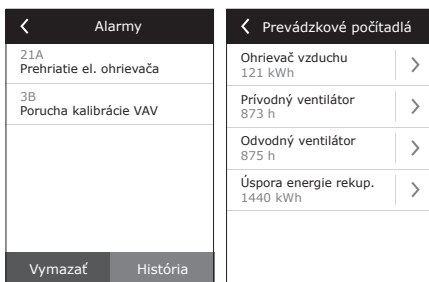 Alarmy
21A
Prehriatie el. ohrievača
3B
Porucha kalibrácie VAV
Vymazať
História
Prevádzkové počítadlá
Ohrievač vzduchu
121 kWh
Prívodný ventilátor
873 h
Odvodný ventilátor
875 h
Úspora energie rekup.
1440 kWh